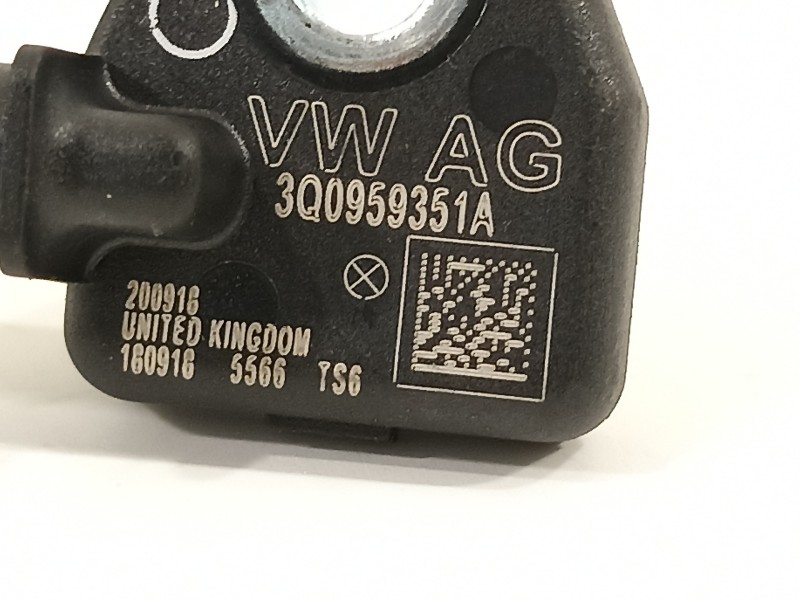 VW AG
3Q0959351A
200916
UNITED KINGDOM
160916 5566 TS6